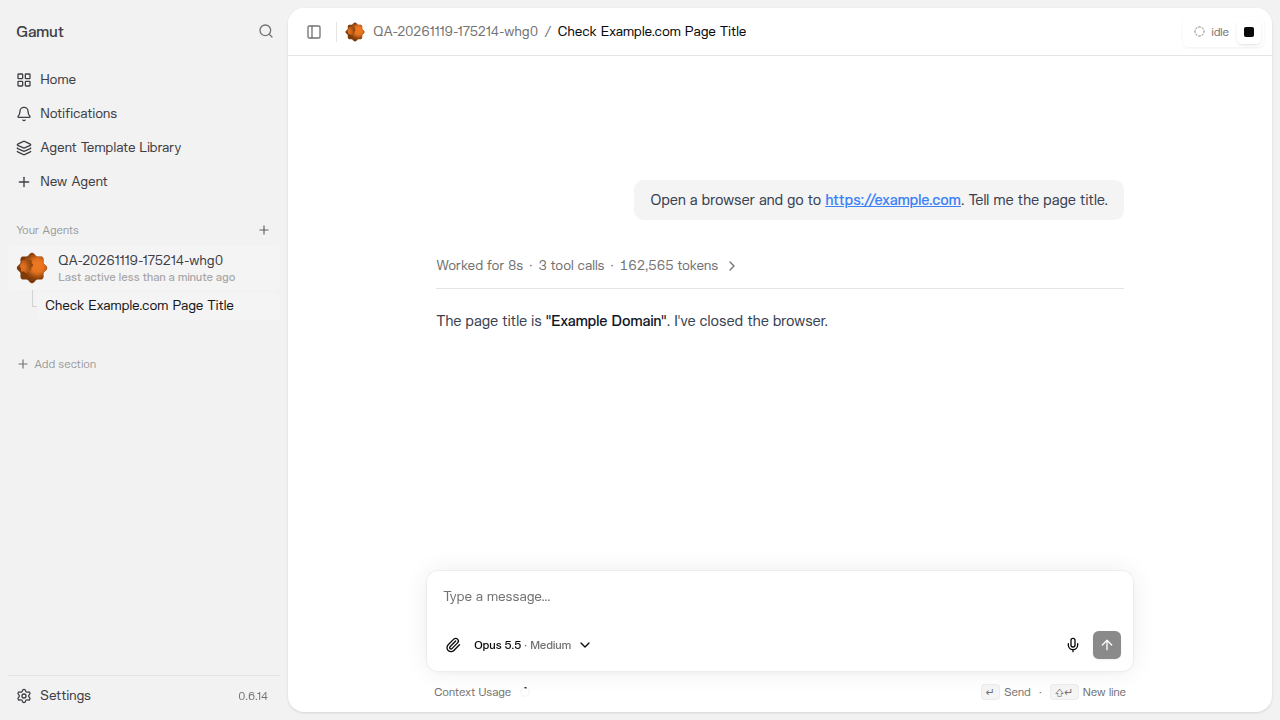 Gamut
Home
Notifications
Agent Template Library
New Agent
Your Agents
QA-20261119-175214-whg0
Last active less than a minute ago
Check Example.com Page Title
Add section
Settings
0.6.14
QA-20261119-175214-whg0 / Check Example.com Page Title
idle
Open a browser and go to https://example.com. Tell me the page title.
Worked for 8s · 3 tool calls · 162,565 tokens
The page title is "Example Domain". I've closed the browser.
Type a message...
Opus 5.5 · Medium
Context Usage
↵ Send · ⇧↵ New line